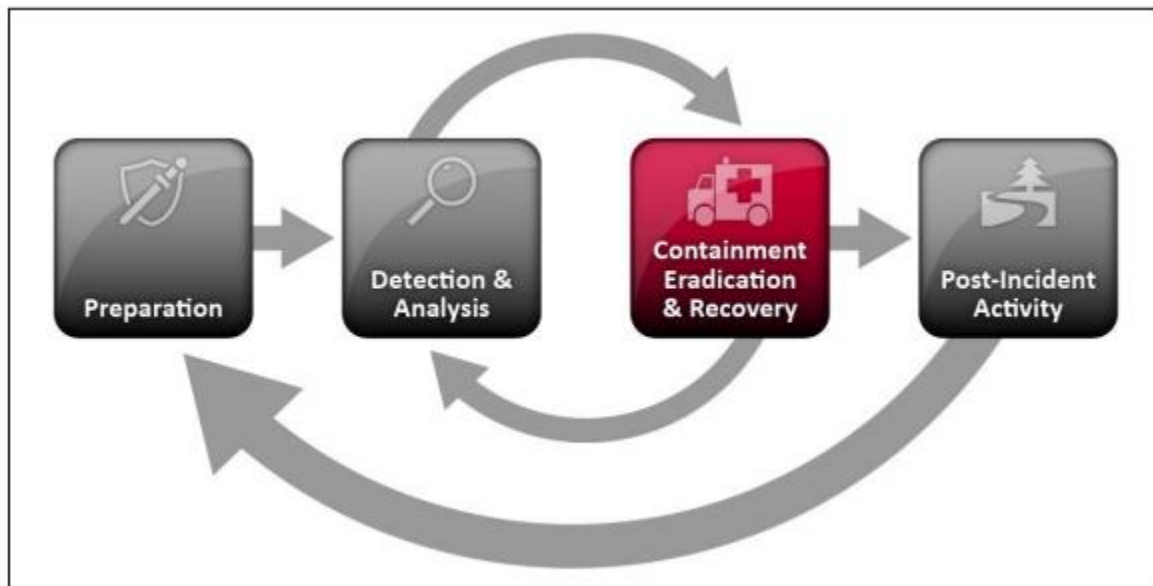 Preparation
Detection &
Analysis
Containment
Eradication
& Recovery
Post-Incident
Activity